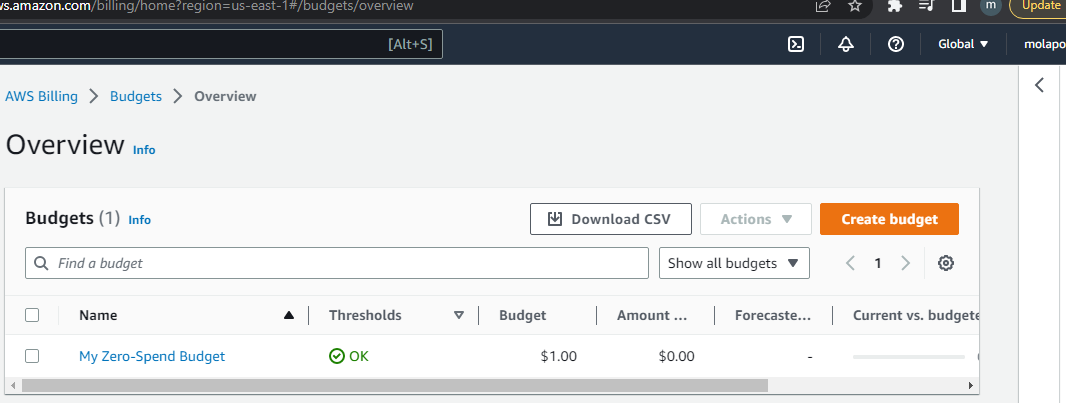 ws.amazon.com/billing/home?region=us-east-1#/budgets/overview
m Update
[Alt+S] Global molapo
AWS Billing > Budgets > Overview
Overview Info
Budgets (1) Info Download CSV Actions Create budget
Find a budget Show all budgets 1
Name Thresholds Budget Amount ... Forecaste... Current vs. budgete
My Zero-Spend Budget OK $1.00 $0.00 -